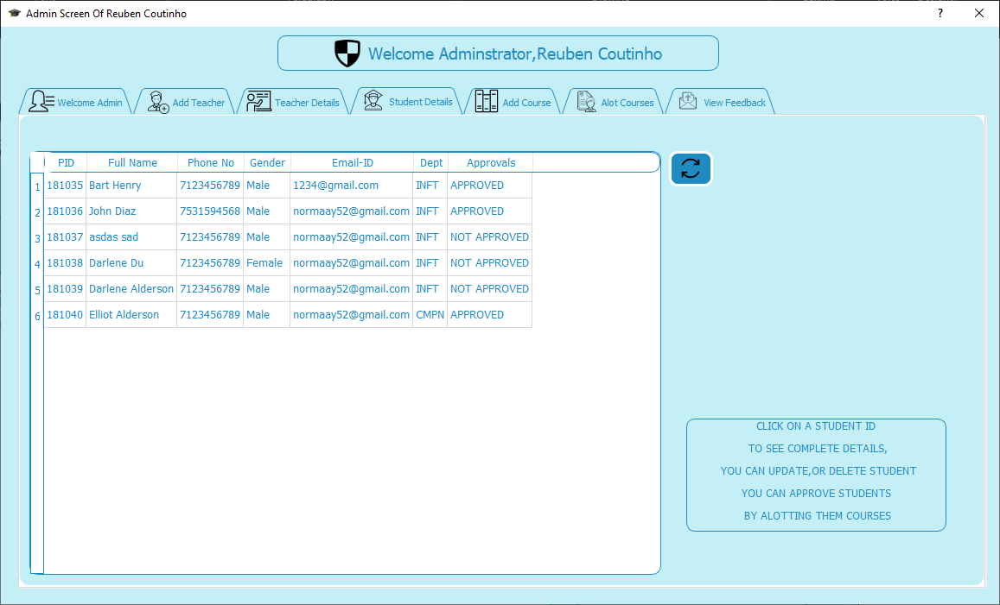 Admin Screen Of Reuben Coutinho
Welcome Adminstrator,Reuben Coutinho
Welcome Admin Add Teacher Teacher Details Student Details Add Course Alot Courses View Feedback
PID Full Name Phone No Gender Email-ID Dept Approvals
1 181035 Bart Henry 7123456789 Male 1234@gmail.com INFT APPROVED
2 181036 John Diaz 7531594568 Male normaay52@gmail.com INFT APPROVED
3 181037 asdas sad 7123456789 Male normaay52@gmail.com INFT NOT APPROVED
4 181038 Darlene Du 7123456789 Female normaay52@gmail.com INFT NOT APPROVED
5 181039 Darlene Alderson 7123456789 Male normaay52@gmail.com INFT NOT APPROVED
6 181040 Elliot Alderson 7123456789 Male normaay52@gmail.com CMPN APPROVED
CLICK ON A STUDENT ID
TO SEE COMPLETE DETAILS,
YOU CAN UPDATE,OR DELETE STUDENT
YOU CAN APPROVE STUDENTS
BY ALOTTING THEM COURSES